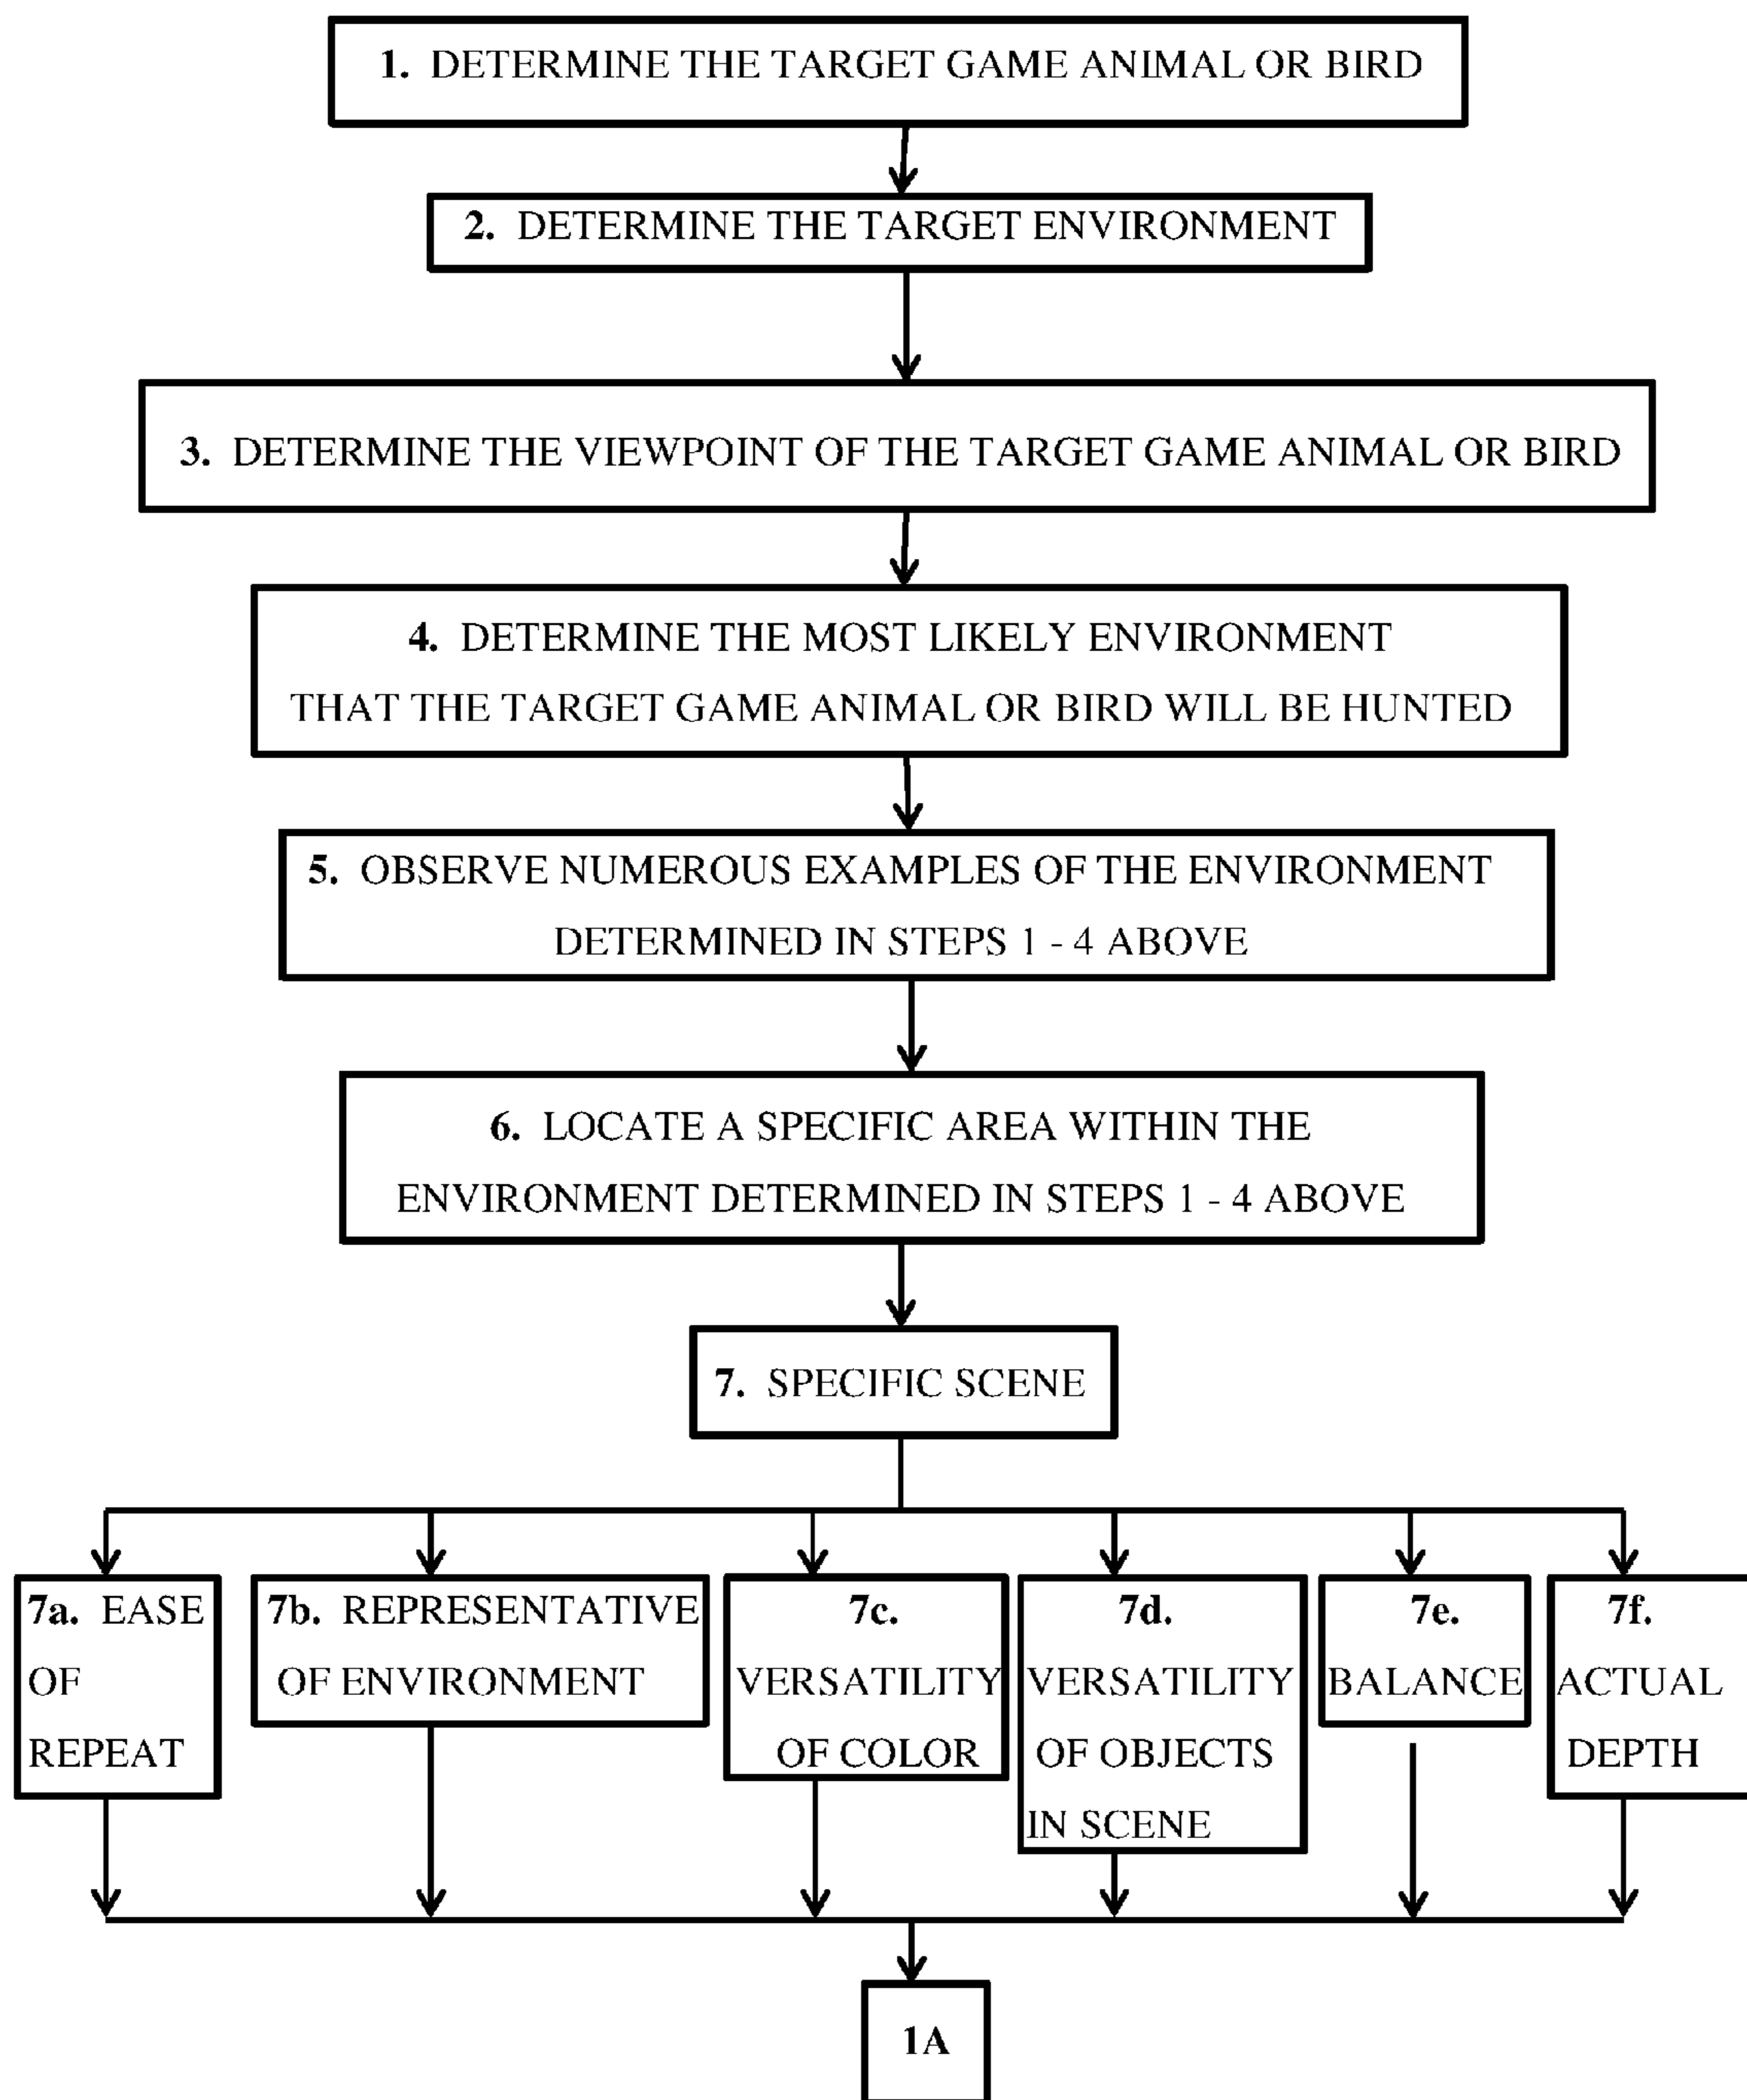 1. DETERMINE THE TARGET GAME ANIMAL OR BIRD
2. DETERMINE THE TARGET ENVIRONMENT
3. DETERMINE THE VIEWPOINT OF THE TARGET GAME ANIMAL OR BIRD
4. DETERMINE THE MOST LIKELY ENVIRONMENT
THAT THE TARGET GAME ANIMAL OR BIRD WILL BE HUNTED
5. OBSERVE NUMEROUS EXAMPLES OF THE ENVIRONMENT
DETERMINED IN STEPS 1 - 4 ABOVE
6. LOCATE A SPECIFIC AREA WITHIN THE
ENVIRONMENT DETERMINED IN STEPS 1 - 4 ABOVE
7. SPECIFIC SCENE
7a. EASE
OF
REPEAT
7b. REPRESENTATIVE
OF ENVIRONMENT
7c.
VERSATILITY
OF COLOR
7d.
VERSATILITY
OF OBJECTS
IN SCENE
7e.
BALANCE
7f.
ACTUAL
DEPTH
1A